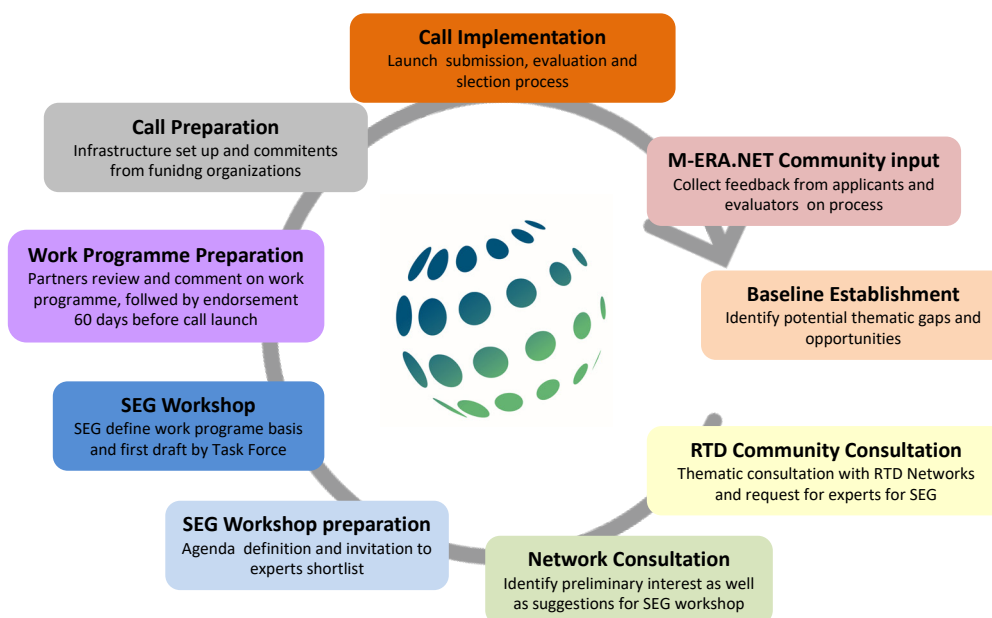 Call Implementation
Launch submission, evaluation and
slection process
Call Preparation
Infrastructure set up and commitents
from funidng organizations
M-ERA.NET Community input
Collect feedback from applicants and
evaluators on process
Work Programme Preparation
Partners review and comment on work
programme, follwed by endorsement
60 days before call launch
Baseline Establishment
Identify potential thematic gaps and
opportunities
SEG Workshop
SEG define work programe basis
and first draft by Task Force
RTD Community Consultation
Thematic consultation with RTD Networks
and request for experts for SEG
SEG Workshop preparation
Agenda definition and invitation to
experts shortlist
Network Consultation
Identify preliminary interest as well
as suggestions for SEG workshop